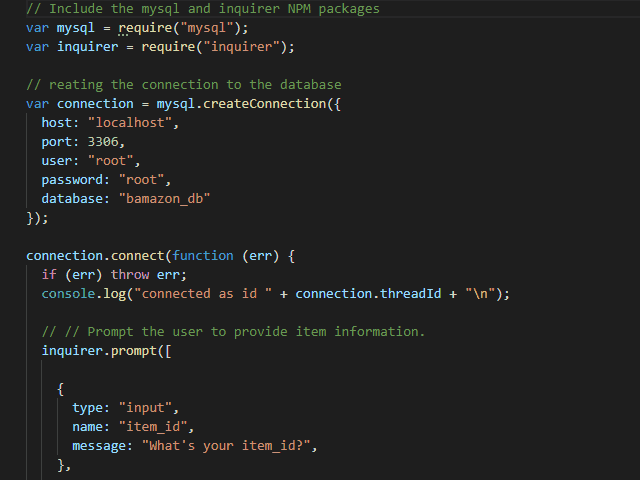 // Include the mysql and inquirer NPM packages
var mysql = require("mysql");
var inquirer = require("inquirer");

// reating the connection to the database
var connection = mysql.createConnection({
  host: "localhost",
  port: 3306,
  user: "root",
  password: "root",
  database: "bamazon_db"
});

connection.connect(function (err) {
  if (err) throw err;
  console.log("connected as id " + connection.threadId + "\n");

  // // Prompt the user to provide item information.
  inquirer.prompt([

    {
      type: "input",
      name: "item_id",
      message: "What's your item_id?",
    },